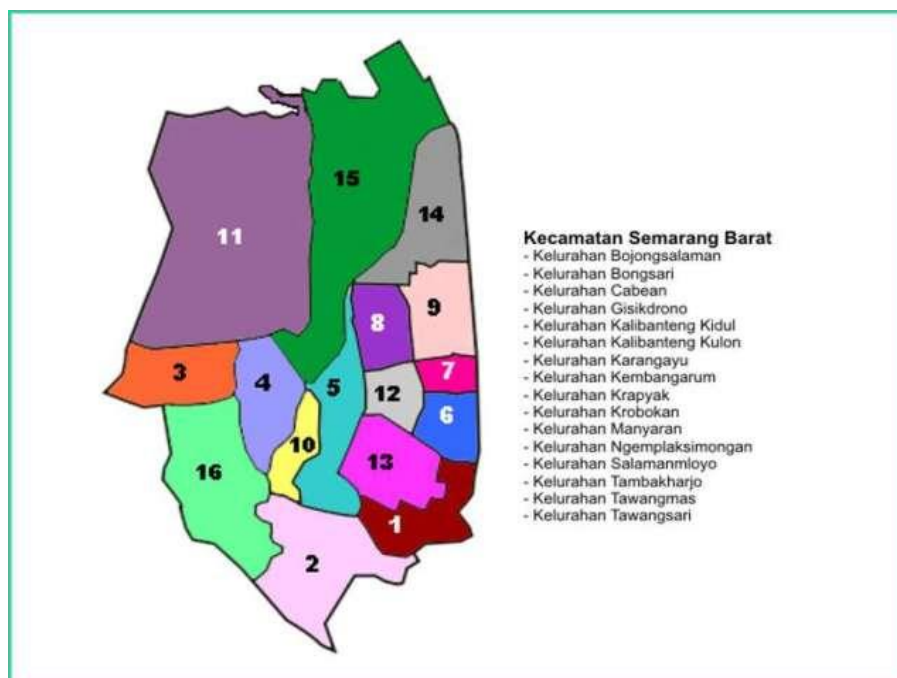 15
14
11
9
8
7
3
4
5
12
6
10
13
16
1
2
Kecamatan Semarang Barat
- Kelurahan Bojongsalaman
- Kelurahan Bongsari
- Kelurahan Cabean
- Kelurahan Gisikdrono
- Kelurahan Kalibanteng Kidul
- Kelurahan Kalibanteng Kulon
- Kelurahan Karangayu
- Kelurahan Kembangarum
- Kelurahan Krapyak
- Kelurahan Krobokan
- Kelurahan Manyaran
- Kelurahan Ngemplaksimongan
- Kelurahan Salamanmloyo
- Kelurahan Tambakharjo
- Kelurahan Tawangmas
- Kelurahan Tawangsari